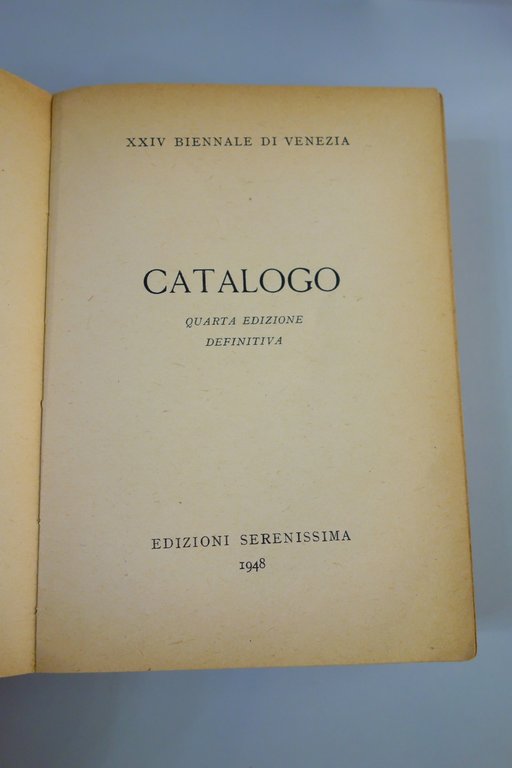 XXIV BIENNALE DI VENEZIA
CATALOGO
QUARTA EDIZIONE
DEFINITIVA
EDIZIONI SERENISSIMA
1948